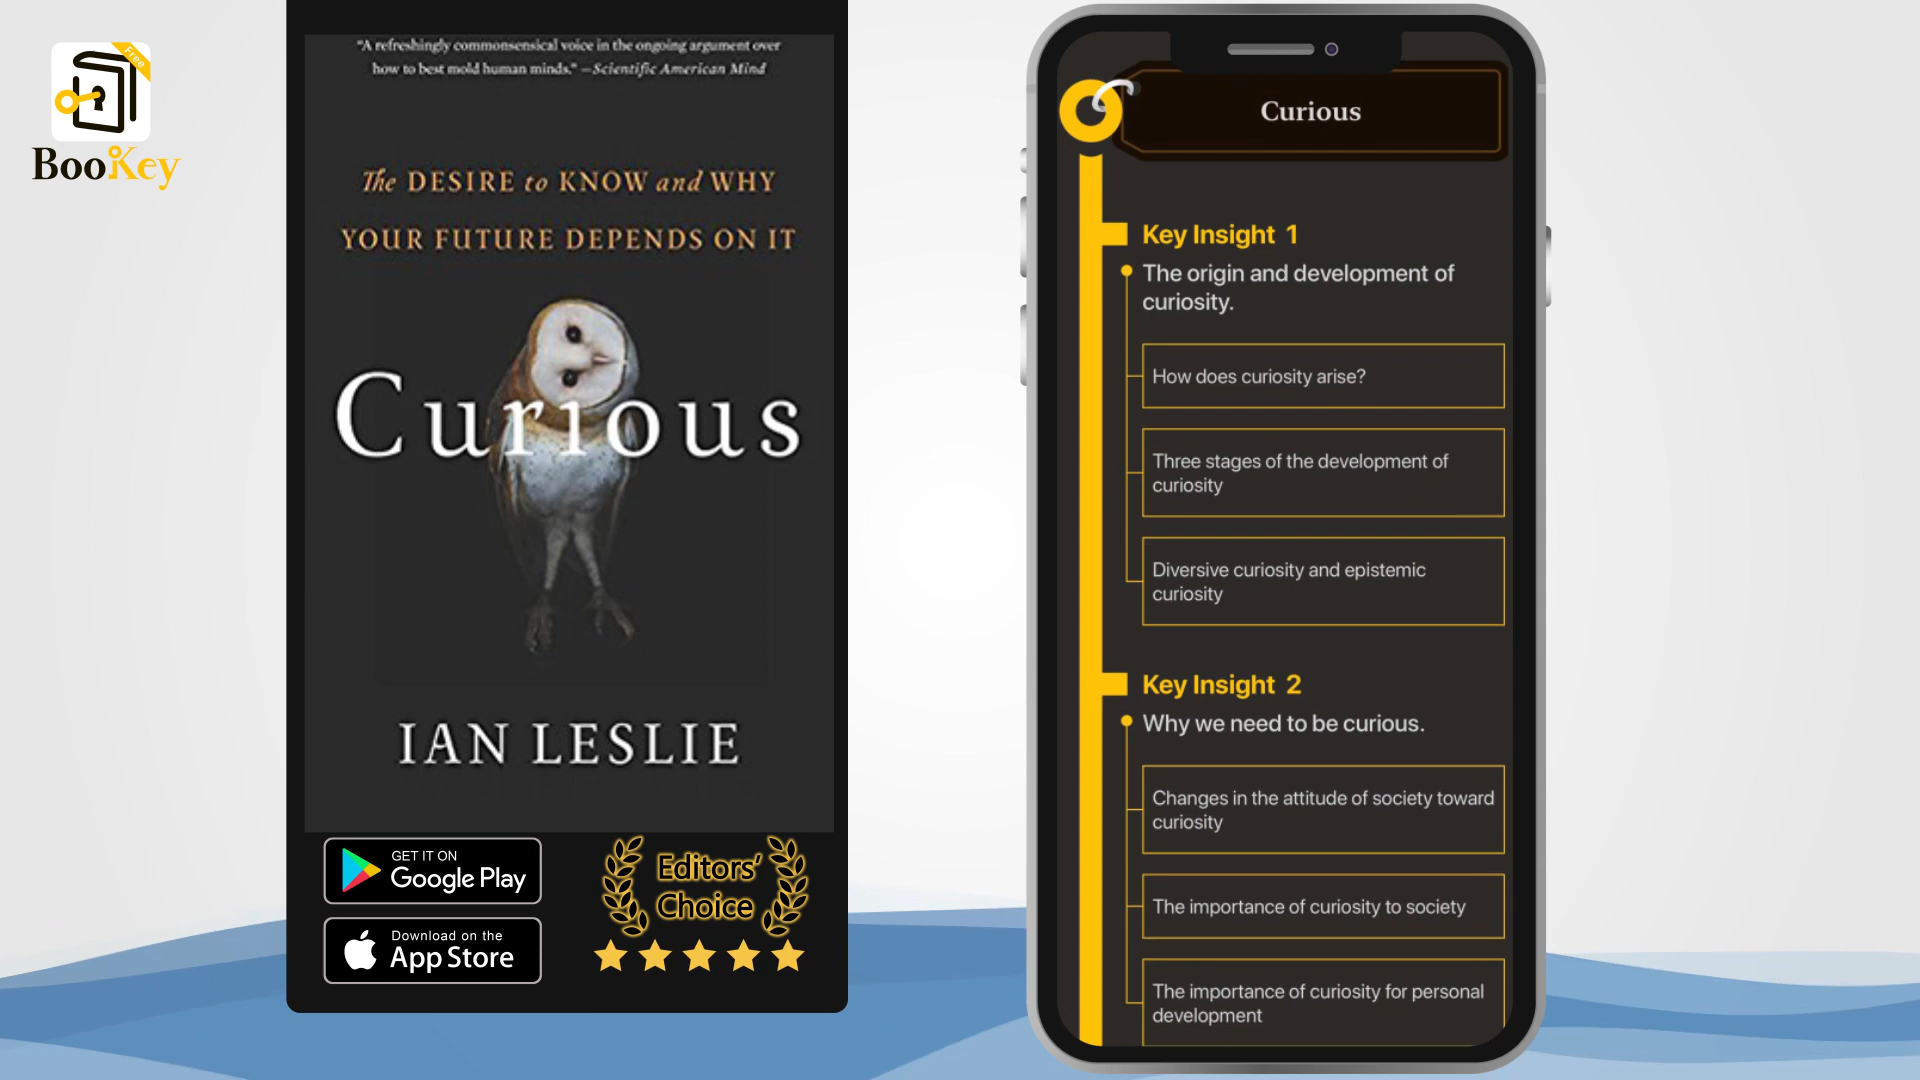 Free
BooKey
"A refreshingly commonsensical voice in the ongoing argument over
how to best mold human minds." —Scientific American Mind
The DESIRE to KNOW and WHY
YOUR FUTURE DEPENDS ON IT
Curious
IAN LESLIE
GET IT ON
Google Play
Download on the
App Store
Editors'
Choice
Curious
Key Insight 1
The origin and development of
curiosity.
How does curiosity arise?
Three stages of the development of
curiosity
Diversive curiosity and epistemic
curiosity
Key Insight 2
Why we need to be curious.
Changes in the attitude of society toward
curiosity
The importance of curiosity to society
The importance of curiosity for personal
development